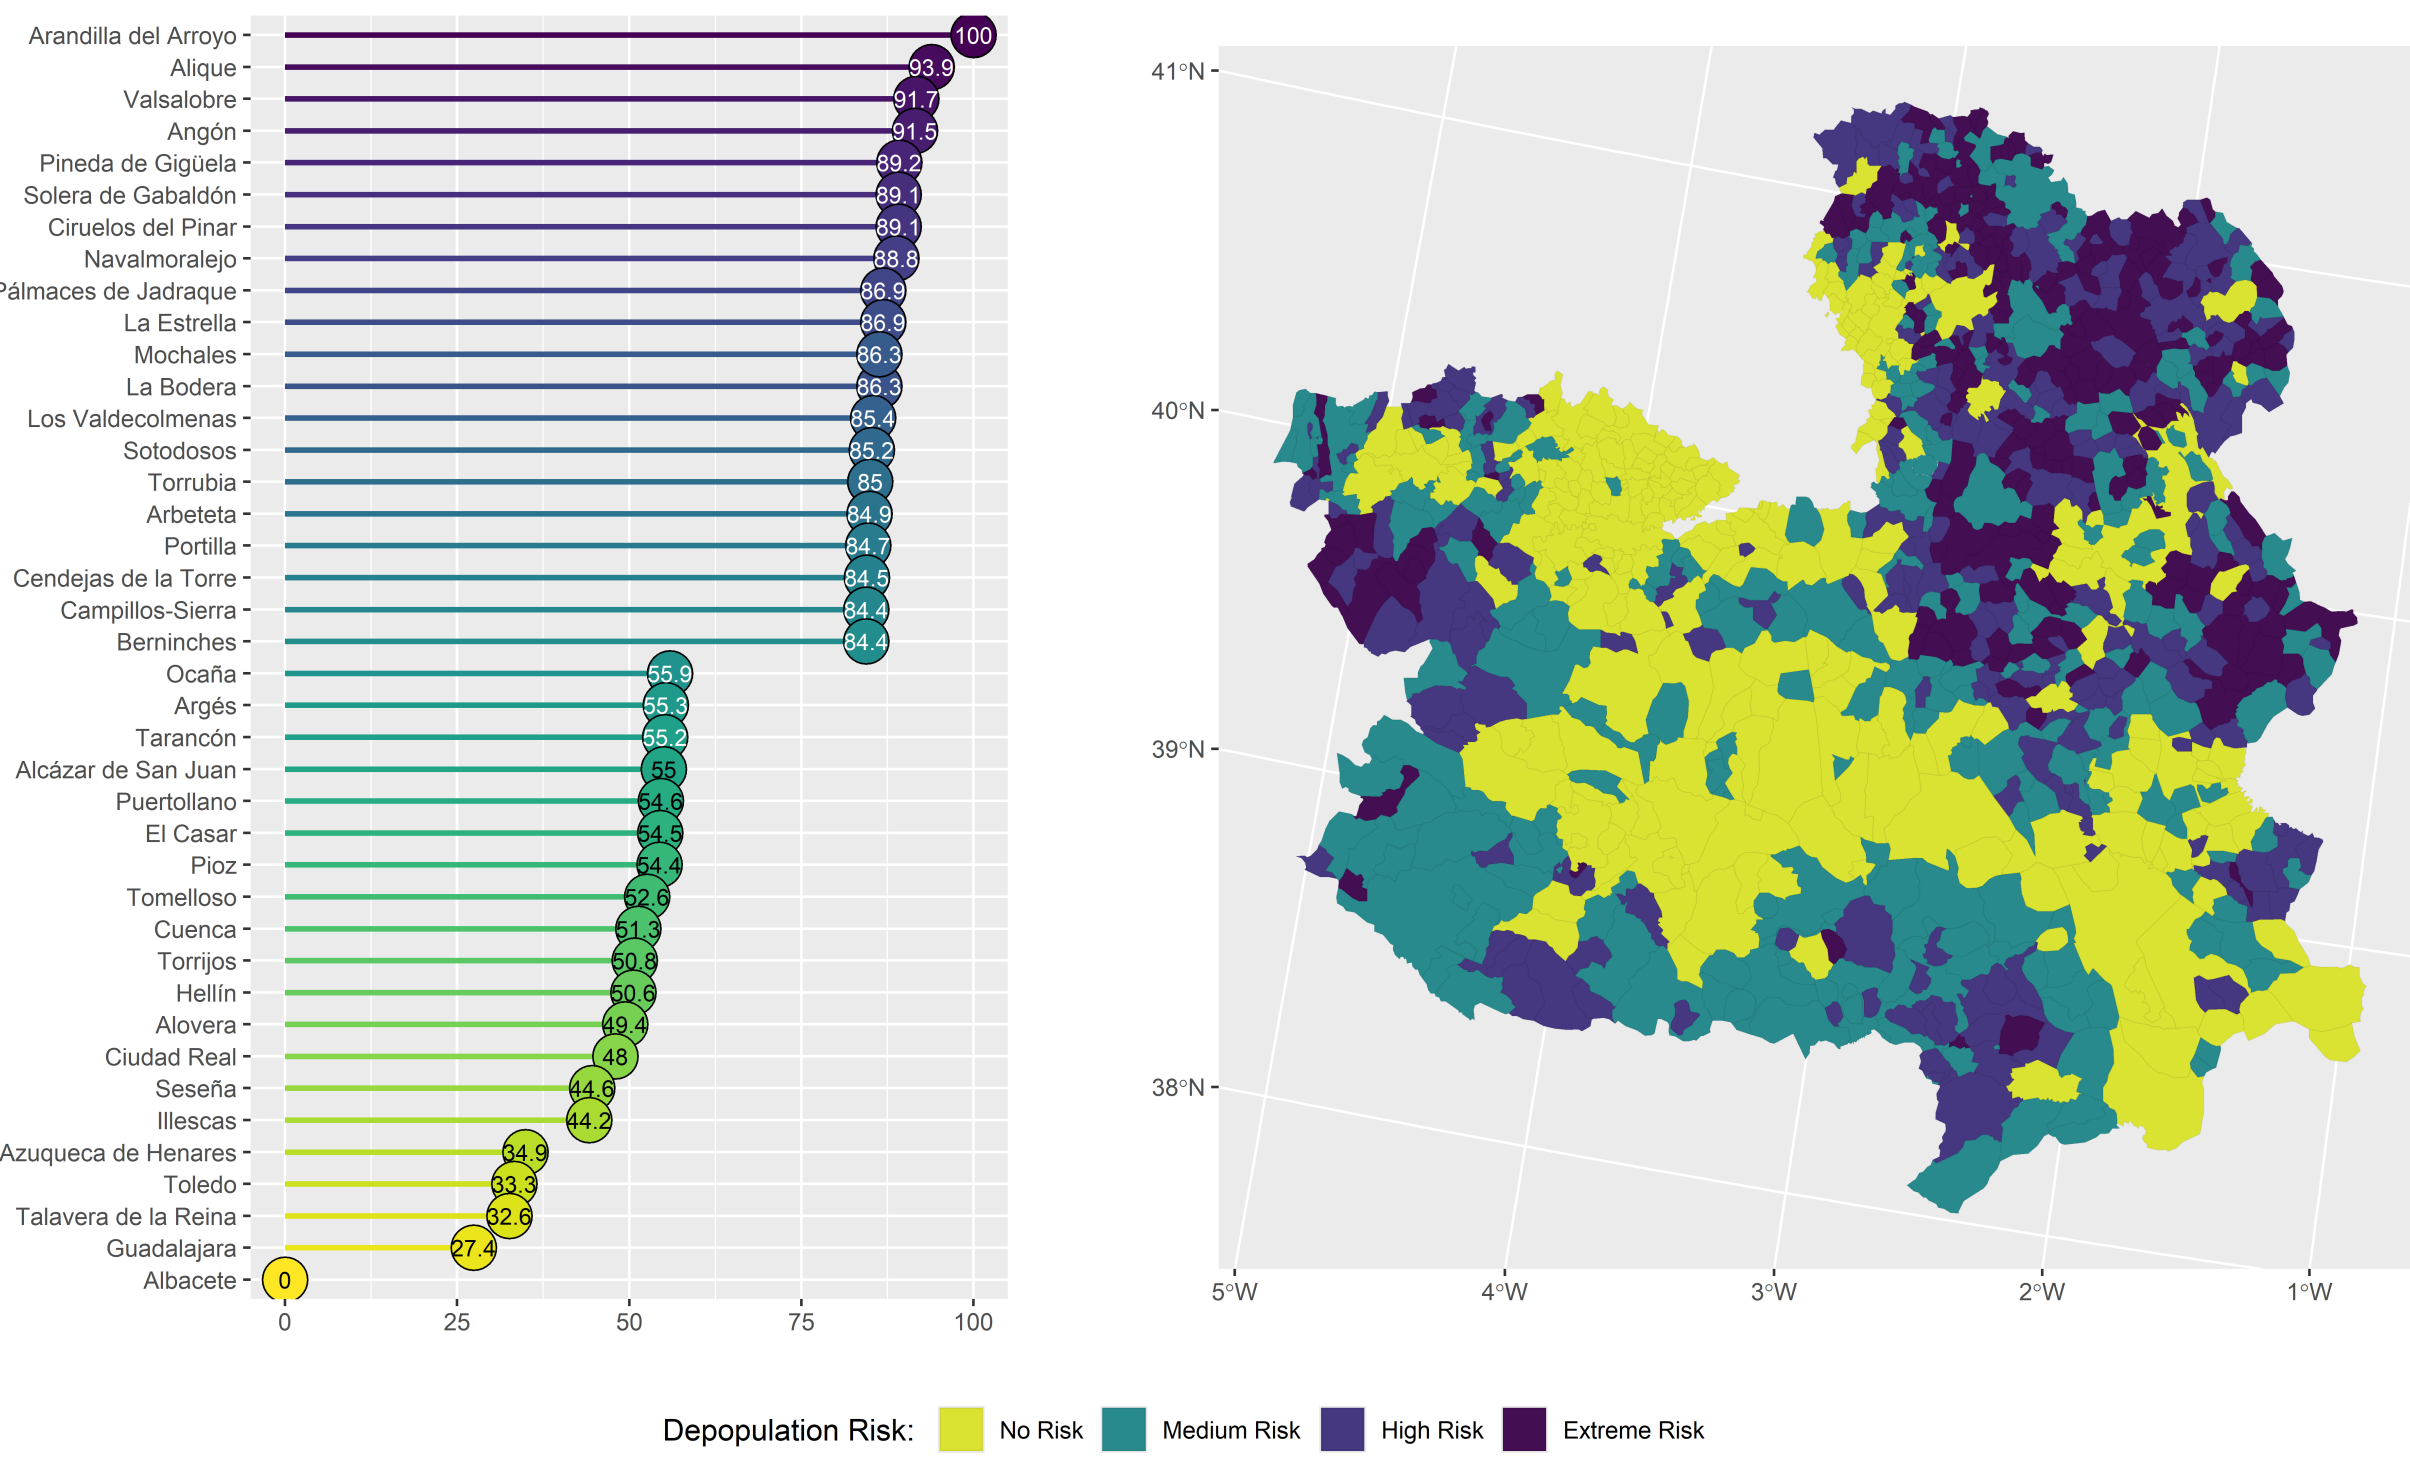 Arandilla del Arroyo 100
Alique 93.9
Valsalobre 91.7
Angón 91.5
Pineda de Gigüela 89.2
Solera de Gabaldón 89.1
Ciruelos del Pinar 89.1
Navalmoralejo 88.8
Pálmaces de Jadraque 86.9
La Estrella 86.9
Mochales 86.3
La Bodera 86.3
Los Valdecolmenas 85.4
Sotodosos 85.2
Torrubia 85
Arbeteta 84.9
Portilla 84.7
Cendejas de la Torre 84.5
Campillos-Sierra 84.4
Berninches 84.4
Ocaña 55.9
Argés 55.3
Tarancón 55.2
Alcázar de San Juan 55
Puertollano 54.6
El Casar 54.5
Pioz 54.4
Tomelloso 52.6
Cuenca 51.3
Torrijos 50.8
Hellín 50.6
Alovera 49.4
Ciudad Real 48
Seseña 44.6
Illescas 44.2
Azuqueca de Henares 34.9
Toledo 33.3
Talavera de la Reina 32.6
Guadalajara 27.4
Albacete 0
0 25 50 75 100
41°N
40°N
39°N
38°N
5°W 4°W 3°W 2°W 1°W
Depopulation Risk: No Risk Medium Risk High Risk Extreme Risk